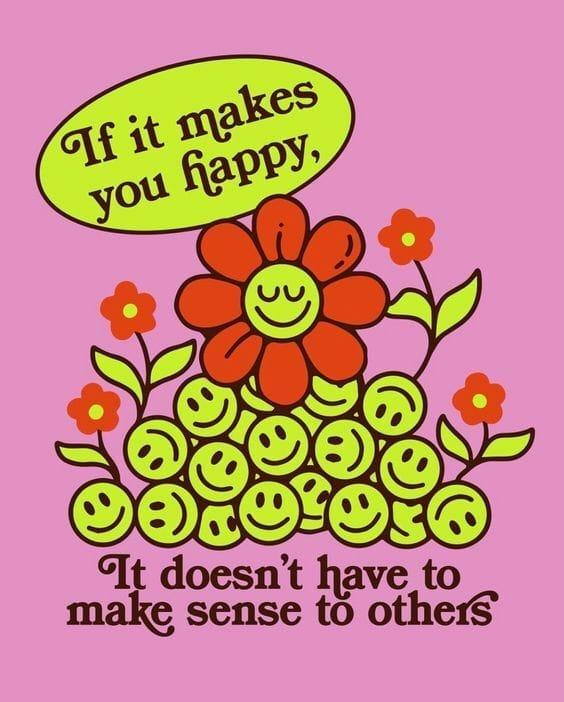 If it makes
you happy,
It doesn't have to
make sense to others